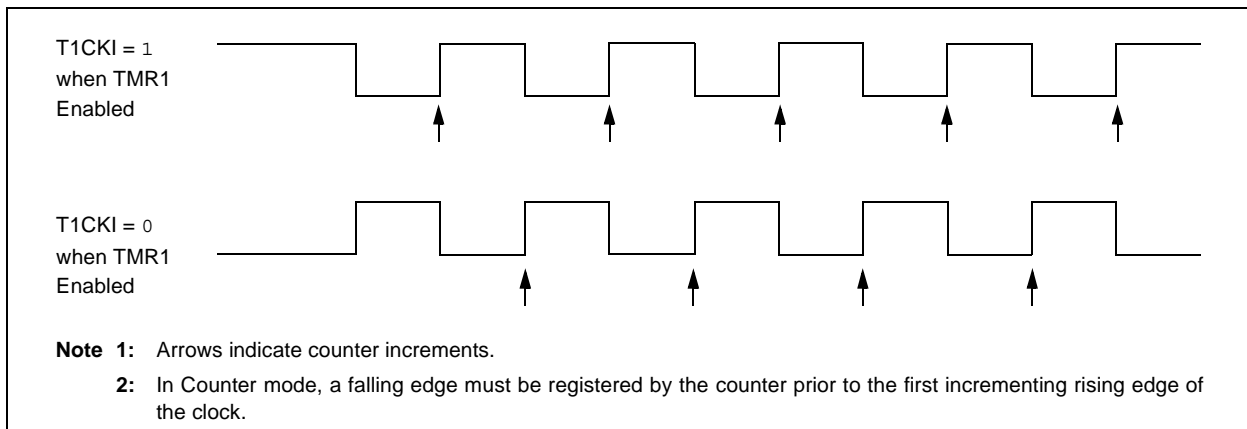 T1CKI = 1
when TMR1
Enabled
T1CKI = 0
when TMR1
Enabled
Note 1: Arrows indicate counter increments.
2: In Counter mode, a falling edge must be registered by the counter prior to the first incrementing rising edge of
the clock.